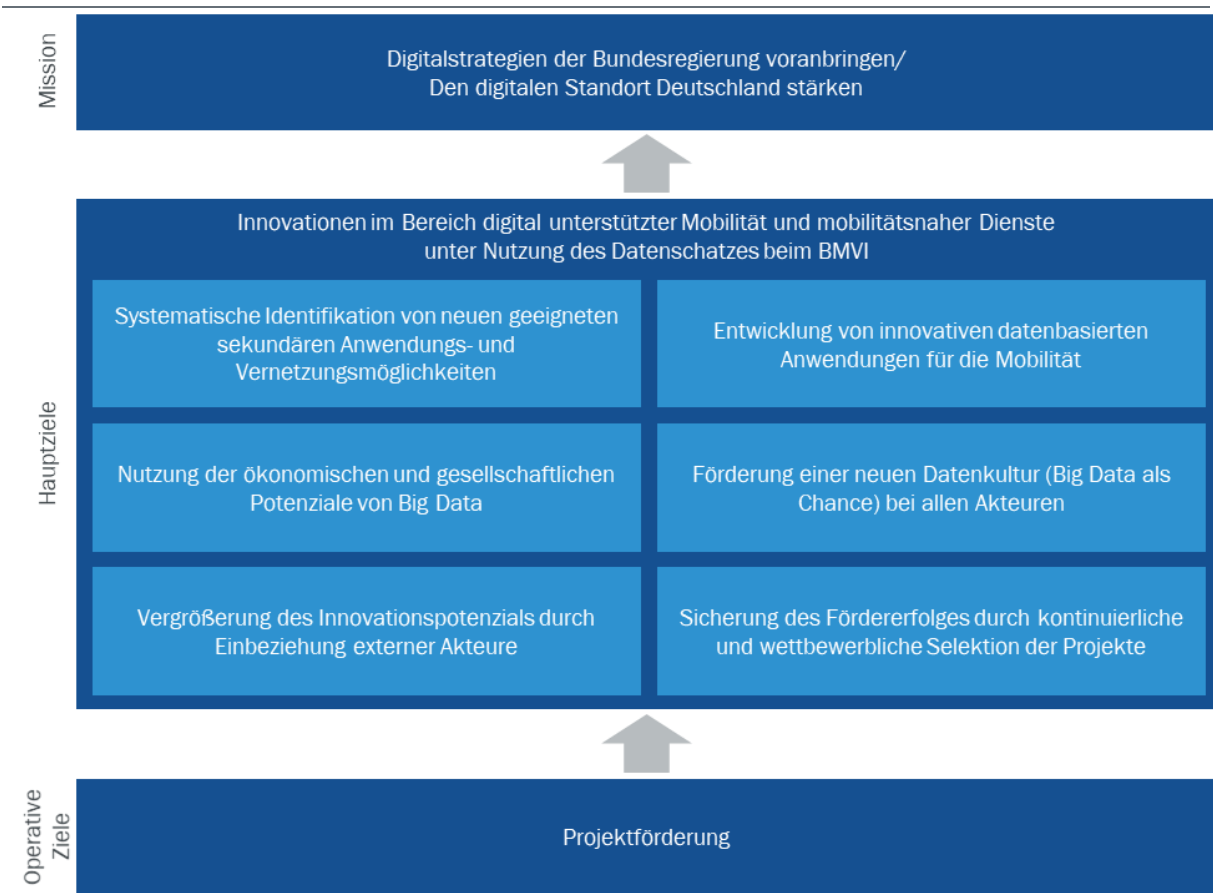 Mission
Digitalstrategien der Bundesregierung voranbringen/
Den digitalen Standort Deutschland stärken
Hauptziele
Innovationen im Bereich digital unterstützter Mobilität und mobilitätsnaher Dienste
unter Nutzung des Datenschatzes beim BMVI
Systematische Identifikation von neuen geeigneten
sekundären Anwendungs- und
Vernetzungsmöglichkeiten
Entwicklung von innovativen datenbasierten
Anwendungen für die Mobilität
Nutzung der ökonomischen und gesellschaftlichen
Potenziale von Big Data
Förderung einer neuen Datenkultur (Big Data als
Chance) bei allen Akteuren
Vergrößerung des Innovationspotenzials durch
Einbeziehung externer Akteure
Sicherung des Fördererfolges durch kontinuierliche
und wettbewerbliche Selektion der Projekte
Operative
Ziele
Projektförderung